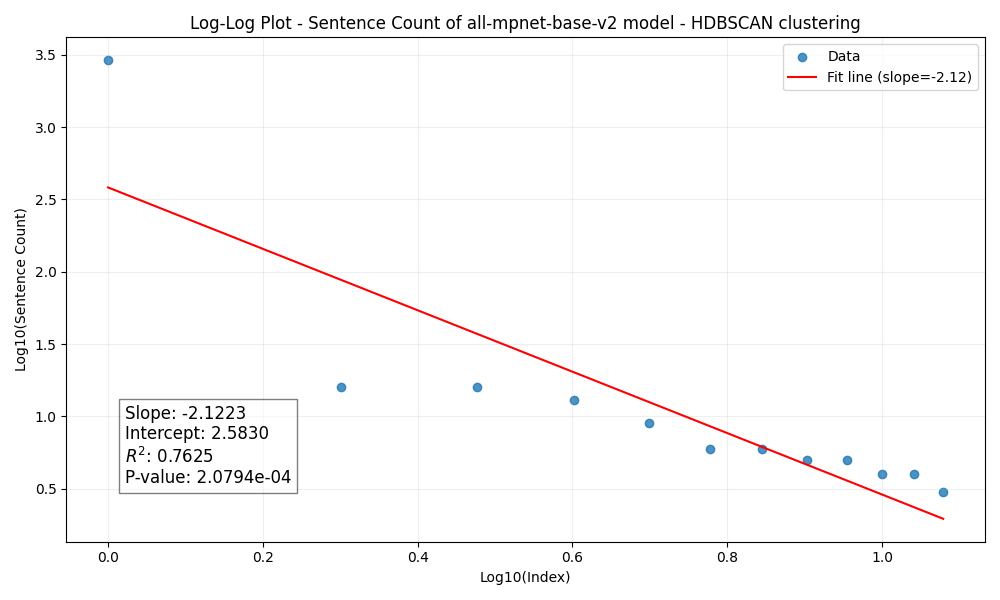 Log-Log Plot - Sentence Count of all-mpnet-base-v2 model - HDBSCAN clustering
Data
Fit line (slope=-2.12)
3.5
3.0
2.5
2.0
1.5
1.0
0.5
Log10(Sentence Count)
Slope: -2.1223
Intercept: 2.5830
R²: 0.7625
P-value: 2.0794e-04
0.0
0.2
0.4
0.6
0.8
1.0
Log10(Index)